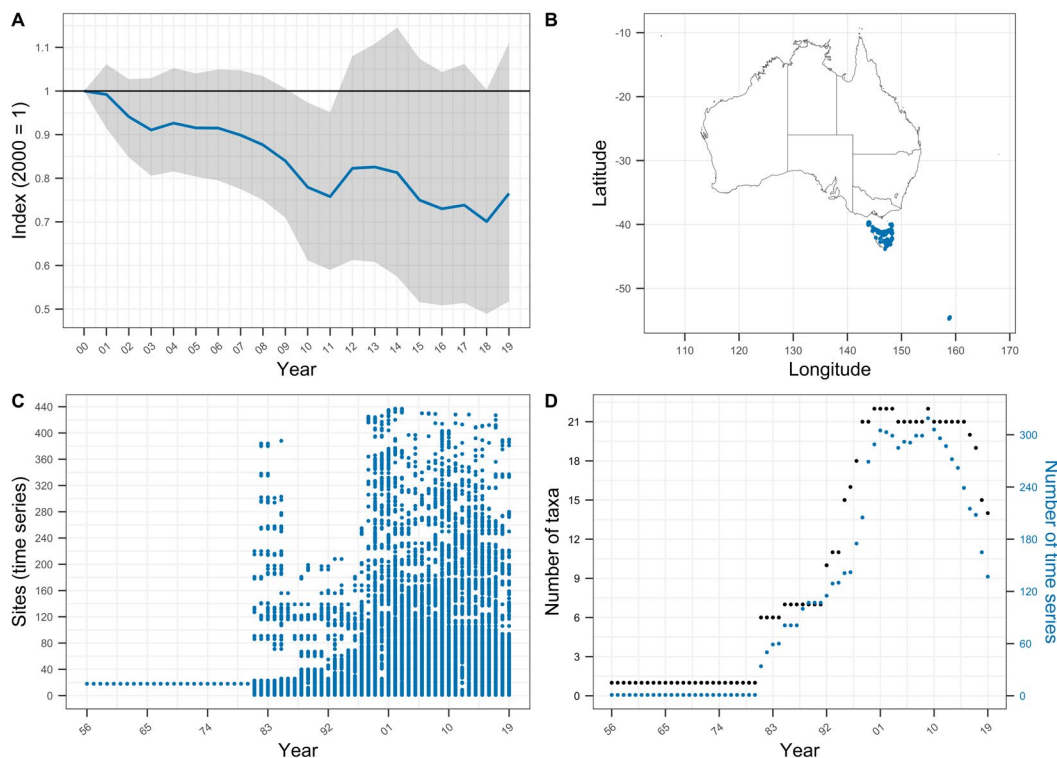 A
Index (2000 = 1)
1.1
1
0.9
0.8
0.7
0.6
0.5
00 01 02 03 04 05 06 07 08 09 10 11 12 13 14 15 16 17 18 19
Year
B
Latitude
-10
-20
-30
-40
-50
110 120 130 140 150 160 170
Longitude
C
Sites (time series)
440
400
360
320
280
240
200
160
120
80
40
0
56 65 74 83 92 01 10 19
Year
D
Number of taxa
21
18
15
12
9
6
3
0
300
240
180
120
60
0
Number of time series
56 65 74 83 92 01 10 19
Year